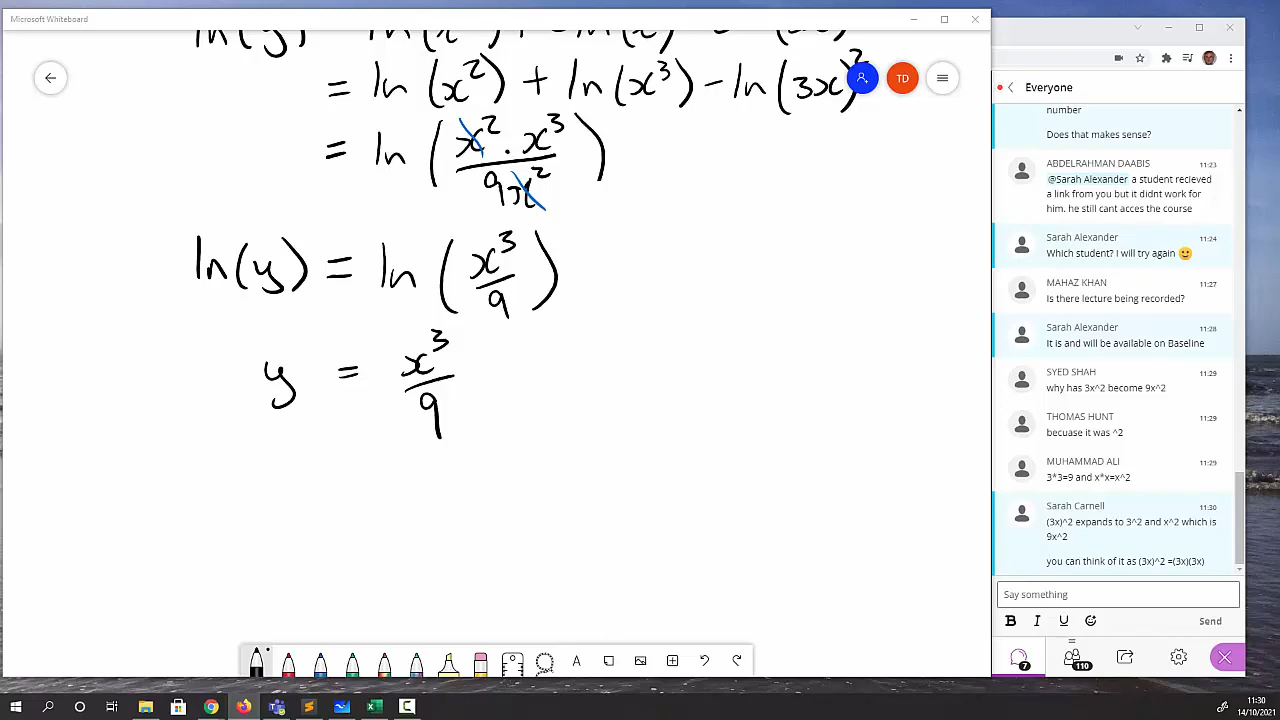 Microsoft Whiteboard
= ln (x²) + ln (x³) – ln (3x)²
TD
= ln ( x² . x³ / 9x² )
ln(y) = ln ( x³ / 9 )
y = x³ / 9
Everyone
number
Does that makes sense?
ABDELRAHMAN DAABIS 11:23
@Sarah Alexander a student recieved
a link from you but it didnt work for
him. he still cant acces the course
Sarah Alexander 11:24
Which student? I will try again
MAHAZ KHAN 11:27
Is there lecture being recorded?
Sarah Alexander 11:28
It is and will be available on Baseline
SYED SHAH 11:29
why has 3x^2 become 9x^2
THOMAS HUNT 11:29
becuase it was ^2
MUHAMMAD ALI 11:29
3*3=9 and x*x=x^2
Sarah Carnell 11:30
(3x)^2 expands to 3^2 and x^2 which is
9x^2
you can think of it as (3x)^2 =(3x)(3x)
Say something
B I U Send
7 110
11:30
14/10/2021